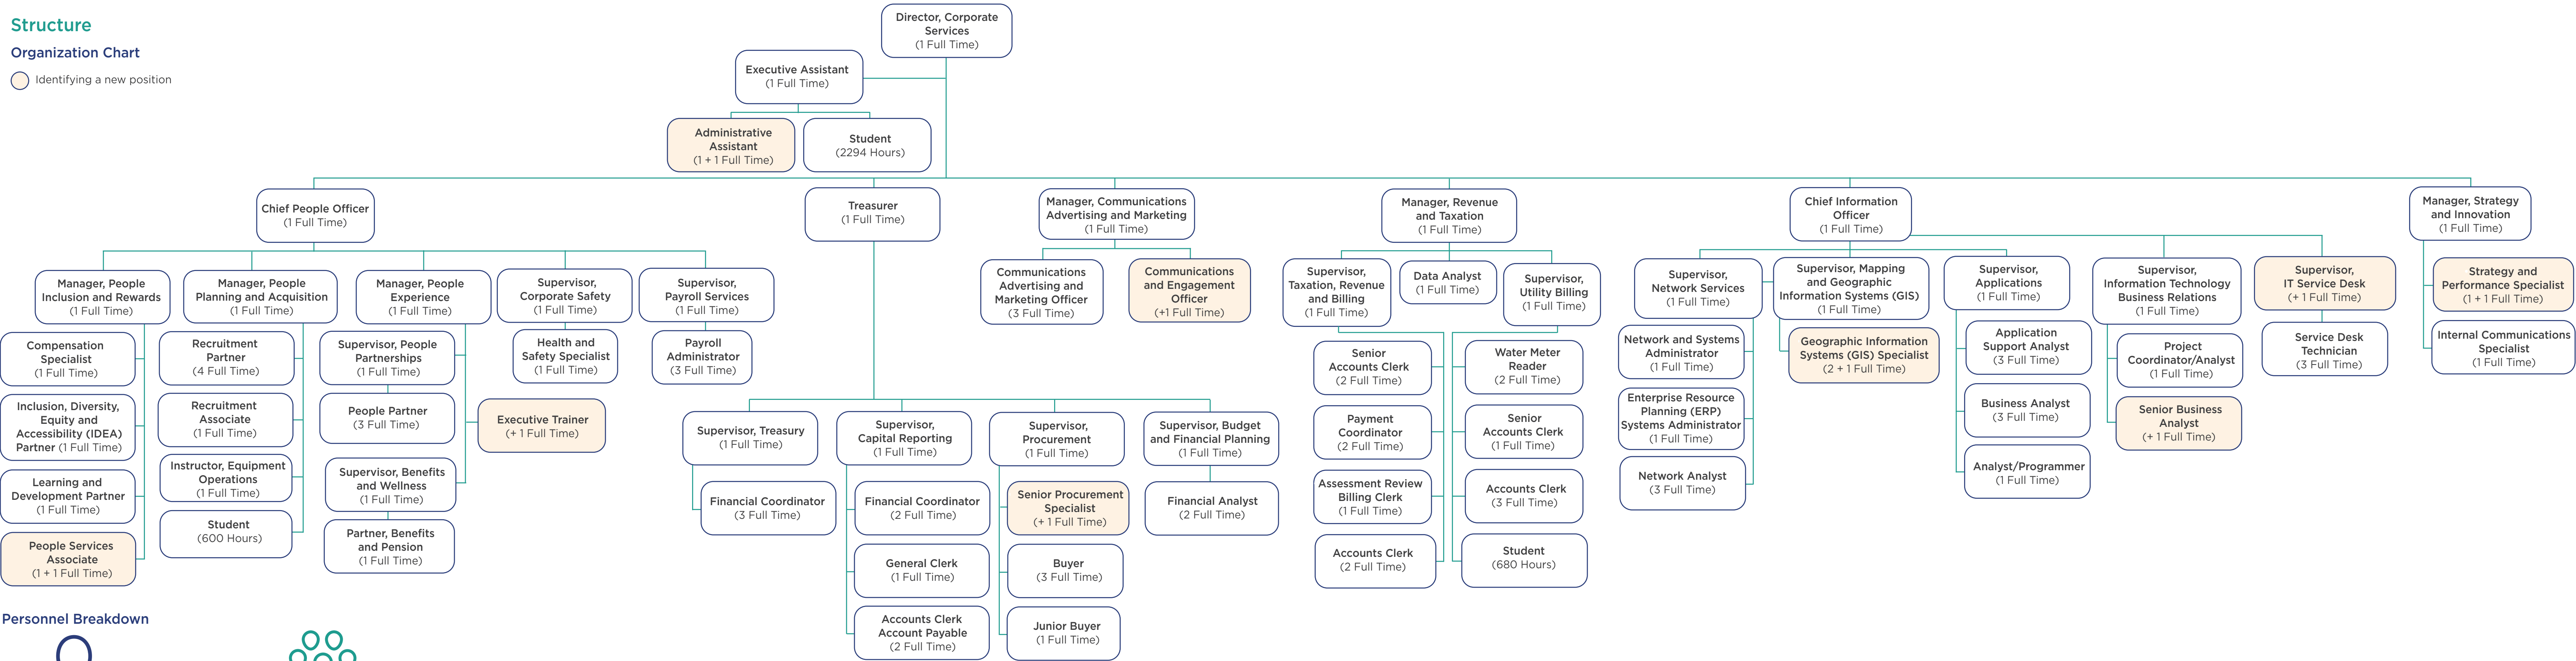 Structure
Organization Chart
Identifying a new position
Director, Corporate
Services
(1 Full Time)
Executive Assistant
(1 Full Time)
Administrative
Assistant
(1 + 1 Full Time)
Student
(2294 Hours)
Chief People Officer
(1 Full Time)
Treasurer
(1 Full Time)
Manager, Communications
Advertising and Marketing
(1 Full Time)
Manager, Revenue
and Taxation
(1 Full Time)
Chief Information
Officer
(1 Full Time)
Manager, Strategy
and Innovation
(1 Full Time)
Manager, People
Inclusion and Rewards
(1 Full Time)
Manager, People
Planning and Acquisition
(1 Full Time)
Manager, People
Experience
(1 Full Time)
Supervisor,
Corporate Safety
(1 Full Time)
Supervisor,
Payroll Services
(1 Full Time)
Compensation
Specialist
(1 Full Time)
Inclusion, Diversity,
Equity and
Accessibility (IDEA)
Partner (1 Full Time)
Learning and
Development Partner
(1 Full Time)
People Services
Associate
(1 + 1 Full Time)
Recruitment
Partner
(4 Full Time)
Recruitment
Associate
(1 Full Time)
Instructor, Equipment
Operations
(1 Full Time)
Student
(600 Hours)
Supervisor, People
Partnerships
(1 Full Time)
People Partner
(3 Full Time)
Supervisor, Benefits
and Wellness
(1 Full Time)
Partner, Benefits
and Pension
(1 Full Time)
Executive Trainer
(+ 1 Full Time)
Health and
Safety Specialist
(1 Full Time)
Payroll
Administrator
(3 Full Time)
Supervisor, Treasury
(1 Full Time)
Financial Coordinator
(3 Full Time)
Supervisor,
Capital Reporting
(1 Full Time)
Financial Coordinator
(2 Full Time)
General Clerk
(1 Full Time)
Accounts Clerk
Account Payable
(2 Full Time)
Supervisor,
Procurement
(1 Full Time)
Senior Procurement
Specialist
(+ 1 Full Time)
Buyer
(3 Full Time)
Junior Buyer
(1 Full Time)
Supervisor, Budget
and Financial Planning
(1 Full Time)
Financial Analyst
(2 Full Time)
Communications
Advertising and
Marketing Officer
(3 Full Time)
Communications
and Engagement
Officer
(+1 Full Time)
Supervisor,
Taxation, Revenue
and Billing
(1 Full Time)
Data Analyst
(1 Full Time)
Supervisor,
Utility Billing
(1 Full Time)
Senior
Accounts Clerk
(2 Full Time)
Payment
Coordinator
(2 Full Time)
Assessment Review
Billing Clerk
(1 Full Time)
Accounts Clerk
(2 Full Time)
Water Meter
Reader
(2 Full Time)
Senior
Accounts Clerk
(1 Full Time)
Accounts Clerk
(3 Full Time)
Student
(680 Hours)
Supervisor,
Network Services
(1 Full Time)
Network and Systems
Administrator
(1 Full Time)
Enterprise Resource
Planning (ERP)
Systems Administrator
(1 Full Time)
Network Analyst
(3 Full Time)
Supervisor, Mapping
and Geographic
Information Systems (GIS)
(1 Full Time)
Geographic Information
Systems (GIS) Specialist
(2 + 1 Full Time)
Supervisor,
Applications
(1 Full Time)
Application
Support Analyst
(3 Full Time)
Business Analyst
(3 Full Time)
Analyst/Programmer
(1 Full Time)
Supervisor,
Information Technology
Business Relations
(1 Full Time)
Project
Coordinator/Analyst
(1 Full Time)
Senior Business
Analyst
(+ 1 Full Time)
Supervisor,
IT Service Desk
(+ 1 Full Time)
Service Desk
Technician
(3 Full Time)
Strategy and
Performance Specialist
(1 + 1 Full Time)
Internal Communications
Specialist
(1 Full Time)
Personnel Breakdown